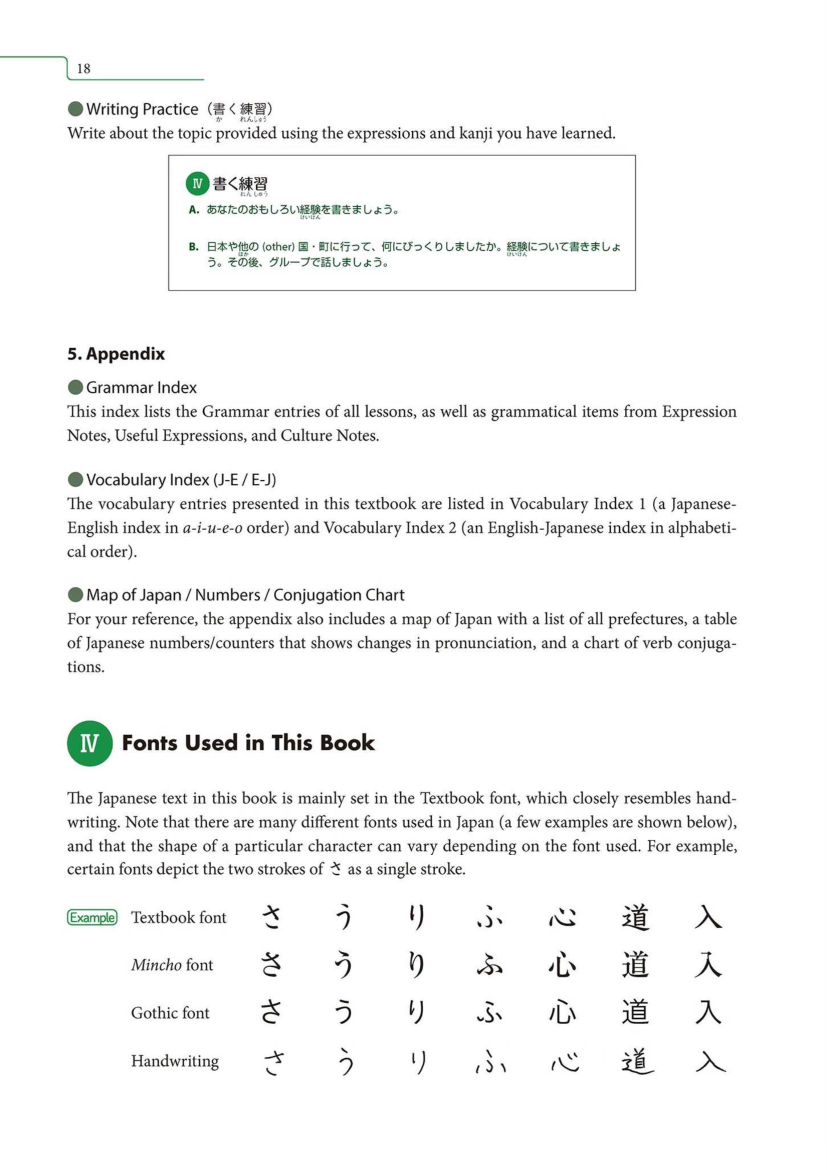 18
● Writing Practice（書く練習）
か れんしゅう
Write about the topic provided using the expressions and kanji you have learned.
Ⅳ 書く練習
れんしゅう
A. あなたのおもしろい経験を書きましょう。
けいけん
B. 日本や他の (other) 国・町に行って、何にびっくりしましたか。経験について書きましょ
ほか けいけん
う。その後、グループで話しましょう。
5. Appendix
● Grammar Index
This index lists the Grammar entries of all lessons, as well as grammatical items from Expression
Notes, Useful Expressions, and Culture Notes.
● Vocabulary Index (J-E / E-J)
The vocabulary entries presented in this textbook are listed in Vocabulary Index 1 (a Japanese-
English index in a-i-u-e-o order) and Vocabulary Index 2 (an English-Japanese index in alphabeti-
cal order).
● Map of Japan / Numbers / Conjugation Chart
For your reference, the appendix also includes a map of Japan with a list of all prefectures, a table
of Japanese numbers/counters that shows changes in pronunciation, and a chart of verb conjuga-
tions.
Ⅳ Fonts Used in This Book
The Japanese text in this book is mainly set in the Textbook font, which closely resembles hand-
writing. Note that there are many different fonts used in Japan (a few examples are shown below),
and that the shape of a particular character can vary depending on the font used. For example,
certain fonts depict the two strokes of さ as a single stroke.
Example Textbook font さ う り ふ 心 道 入
Mincho font さ う り ふ 心 道 入
Gothic font さ う り ふ 心 道 入
Handwriting さ う り ふ 心 道 入